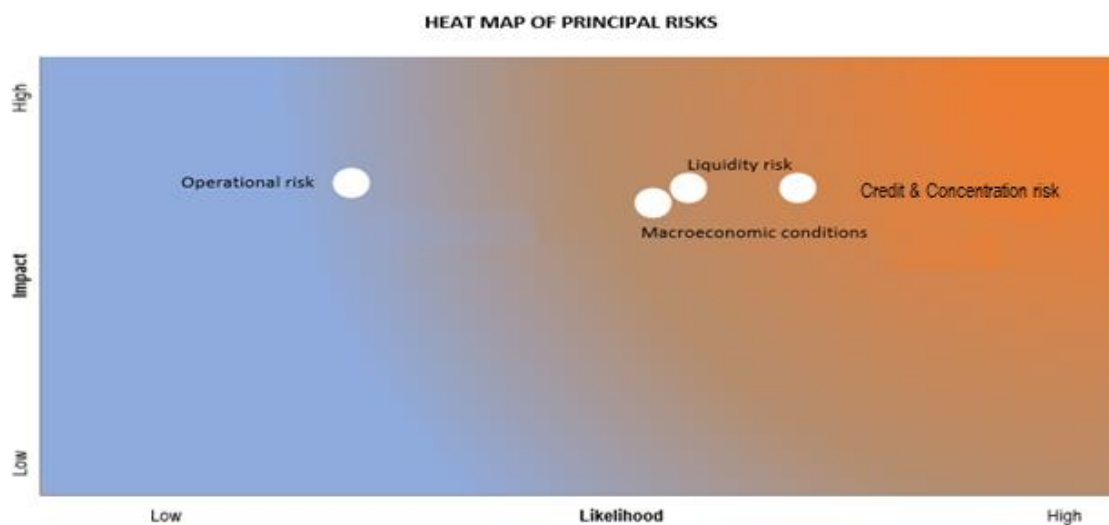 HEAT MAP OF PRINCIPAL RISKS
High
Liquidity risk
Operational risk
Credit & Concentration risk
Macroeconomic conditions
Impact
Low
Low
Likelihood
High